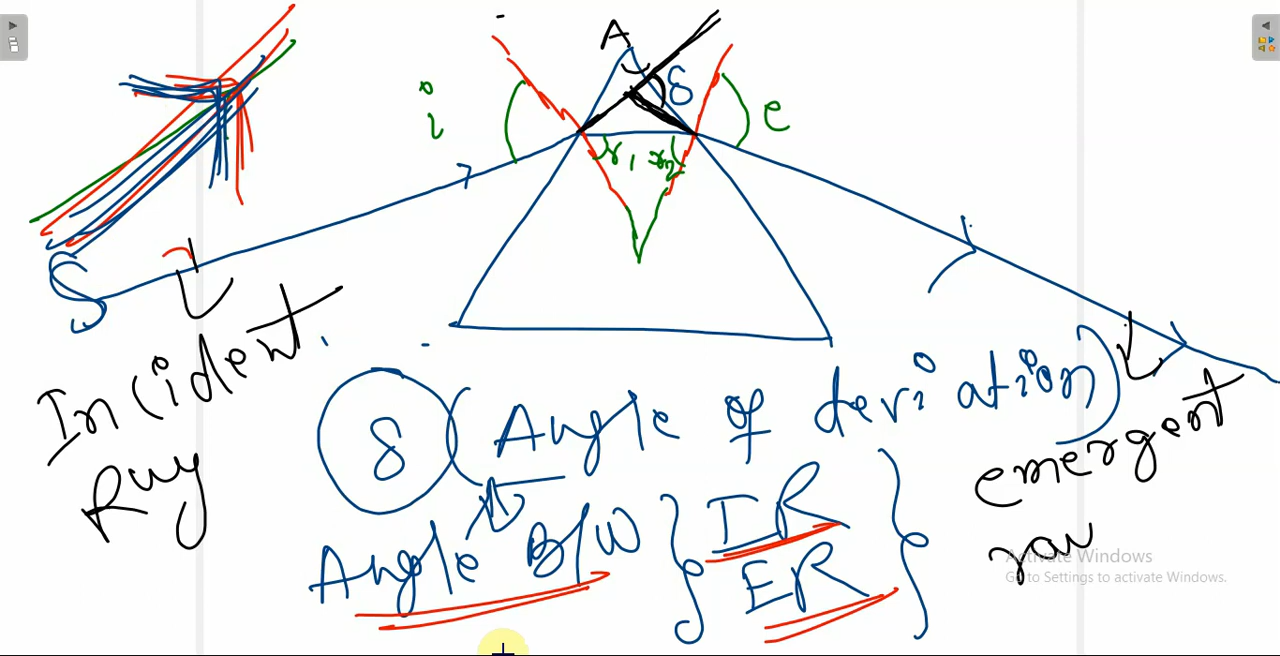 A
i
δ
e
r1 r2
S
Incident
Ray
δ (Angle of deviation)
Angle B/W { IR
ER }
emergent
ray
Activate Windows
Go to Settings to activate Windows.